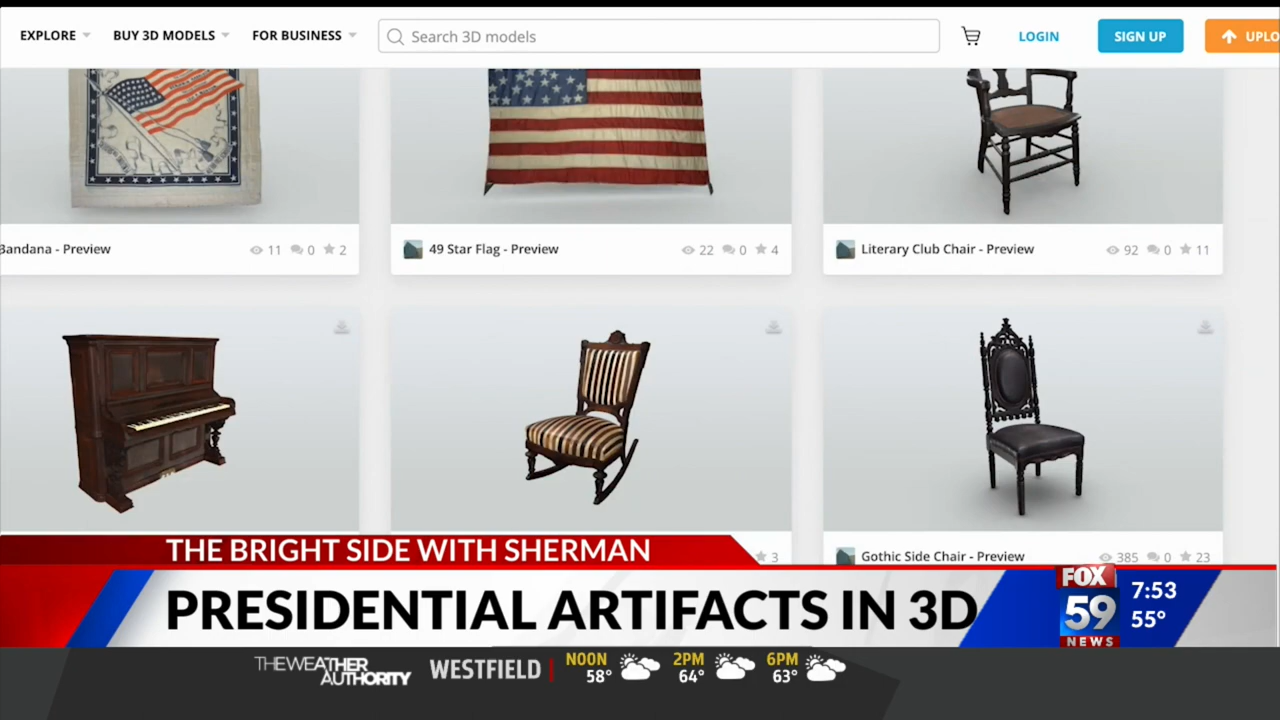 EXPLORE BUY 3D MODELS FOR BUSINESS Search 3D models LOGIN SIGN UP UPLO
Bandana - Preview 11 0 2
49 Star Flag - Preview 22 0 4
Literary Club Chair - Preview 92 0 11
3
Gothic Side Chair - Preview 385 0 23
THE BRIGHT SIDE WITH SHERMAN
PRESIDENTIAL ARTIFACTS IN 3D
FOX
59
NEWS
7:53
55°
THE WEATHER
AUTHORITY
WESTFIELD
NOON
58°
2PM
64°
6PM
63°